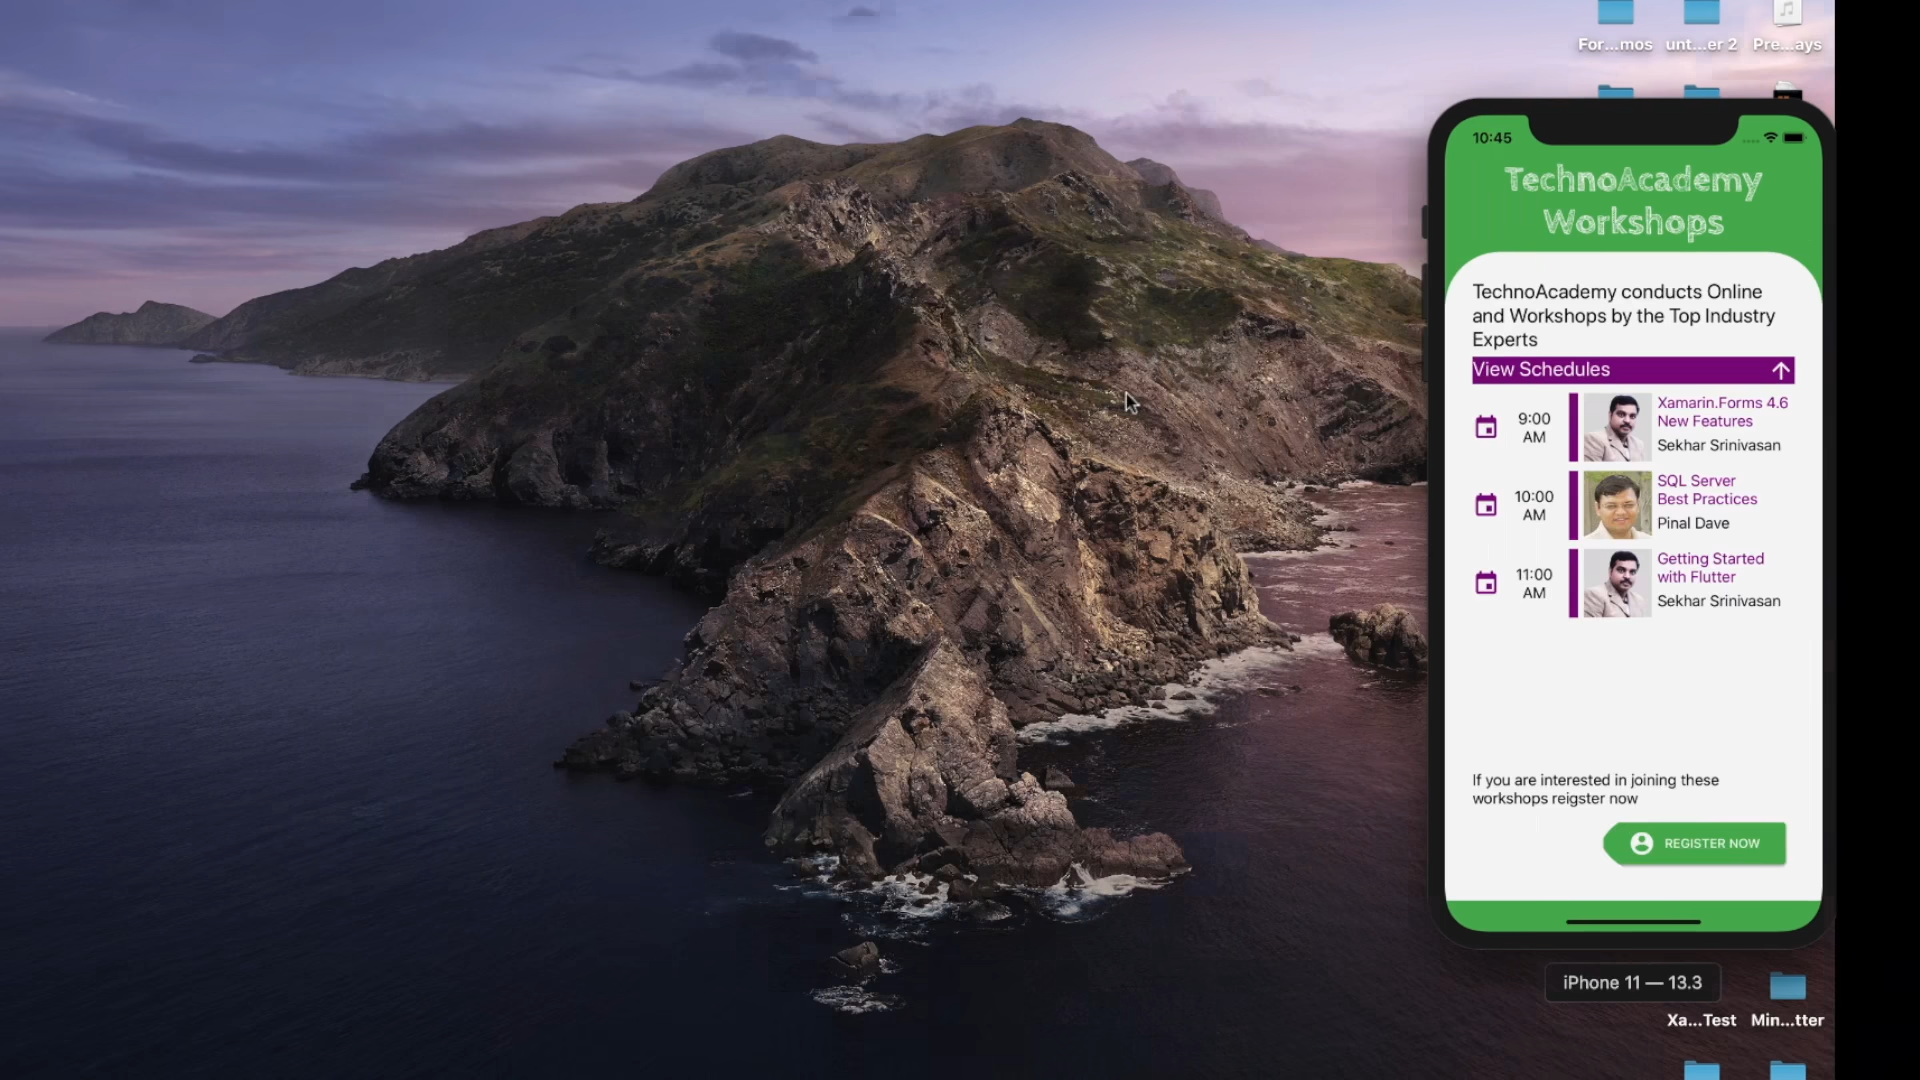 For...mos unt...er 2 Pre...ays
10:45
TechnoAcademy
Workshops
TechnoAcademy conducts Online
and Workshops by the Top Industry
Experts
View Schedules
9:00
AM
Xamarin.Forms 4.6
New Features
Sekhar Srinivasan
10:00
AM
SQL Server
Best Practices
Pinal Dave
11:00
AM
Getting Started
with Flutter
Sekhar Srinivasan
If you are interested in joining these
workshops reigster now
REGISTER NOW
iPhone 11 — 13.3
Xa...Test Min...tter